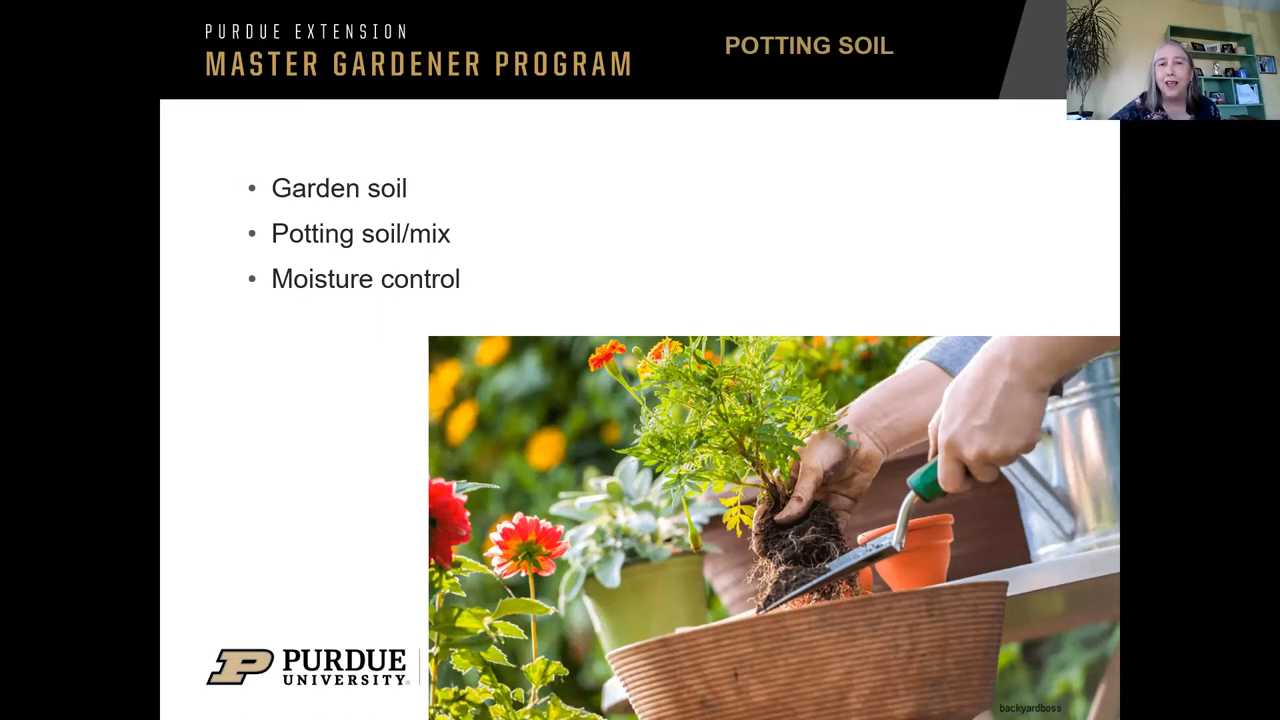 PURDUE EXTENSION
MASTER GARDENER PROGRAM
POTTING SOIL
• Garden soil
• Potting soil/mix
• Moisture control
PURDUE
UNIVERSITY®
backyardboss